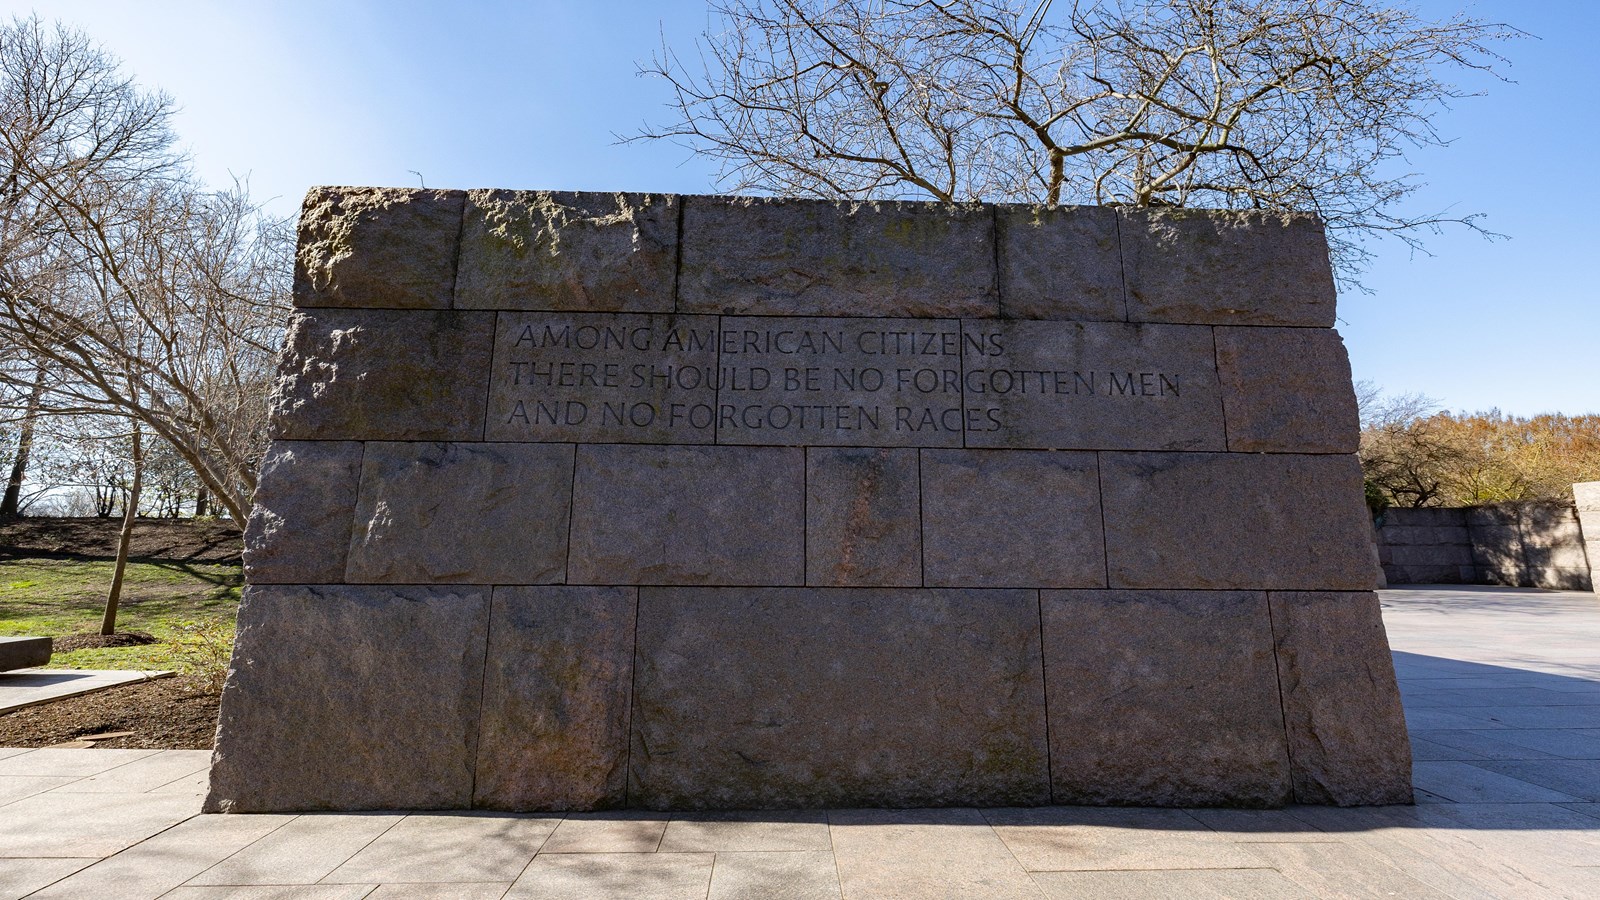 AMONG AMERICAN CITIZENS
THERE SHOULD BE NO FORGOTTEN MEN
AND NO FORGOTTEN RACES.